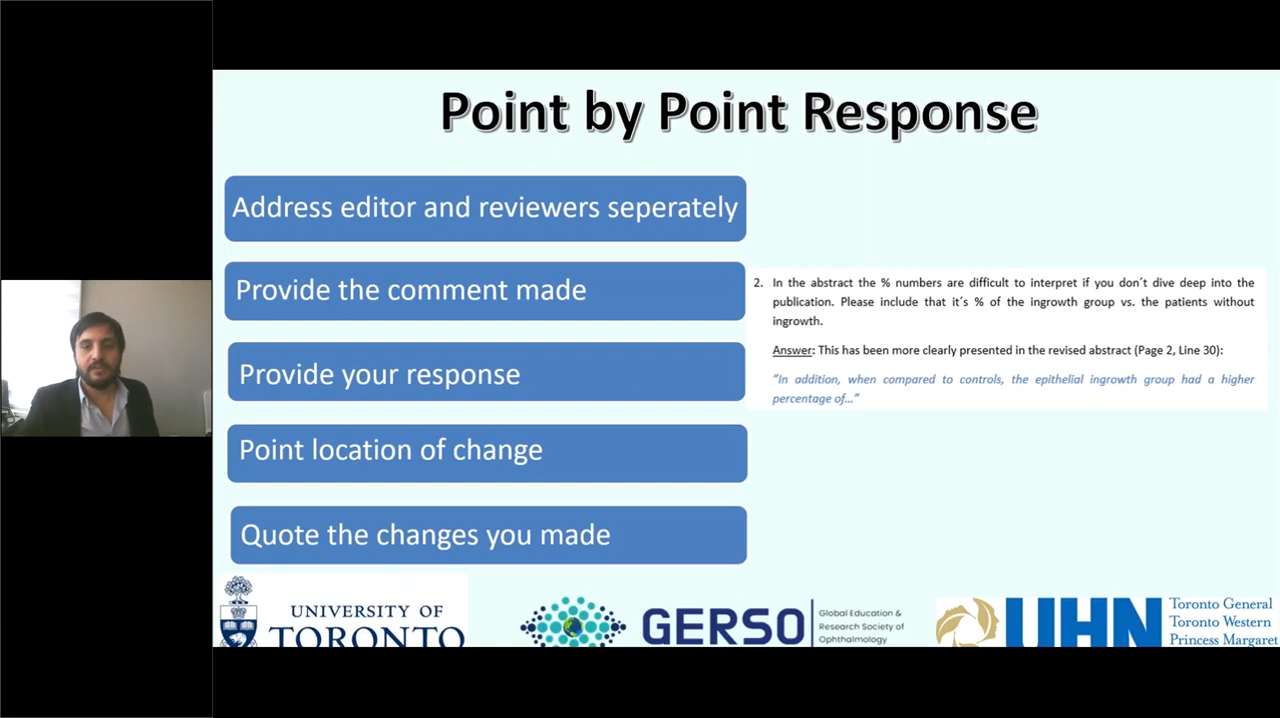 Point by Point Response
Address editor and reviewers seperately
Provide the comment made
Provide your response
Point location of change
Quote the changes you made
2. In the abstract the % numbers are difficult to interpret if you don´t dive deep into the
publication. Please include that it´s % of the ingrowth group vs. the patients without
ingrowth.
Answer: This has been more clearly presented in the revised abstract (Page 2, Line 30):
“In addition, when compared to controls, the epithelial ingrowth group had a higher
percentage of…”
UNIVERSITY OF
TORONTO
GERSO
Global Education &
Research Society of
Ophthalmology
UHN
Toronto General
Toronto Western
Princess Margaret